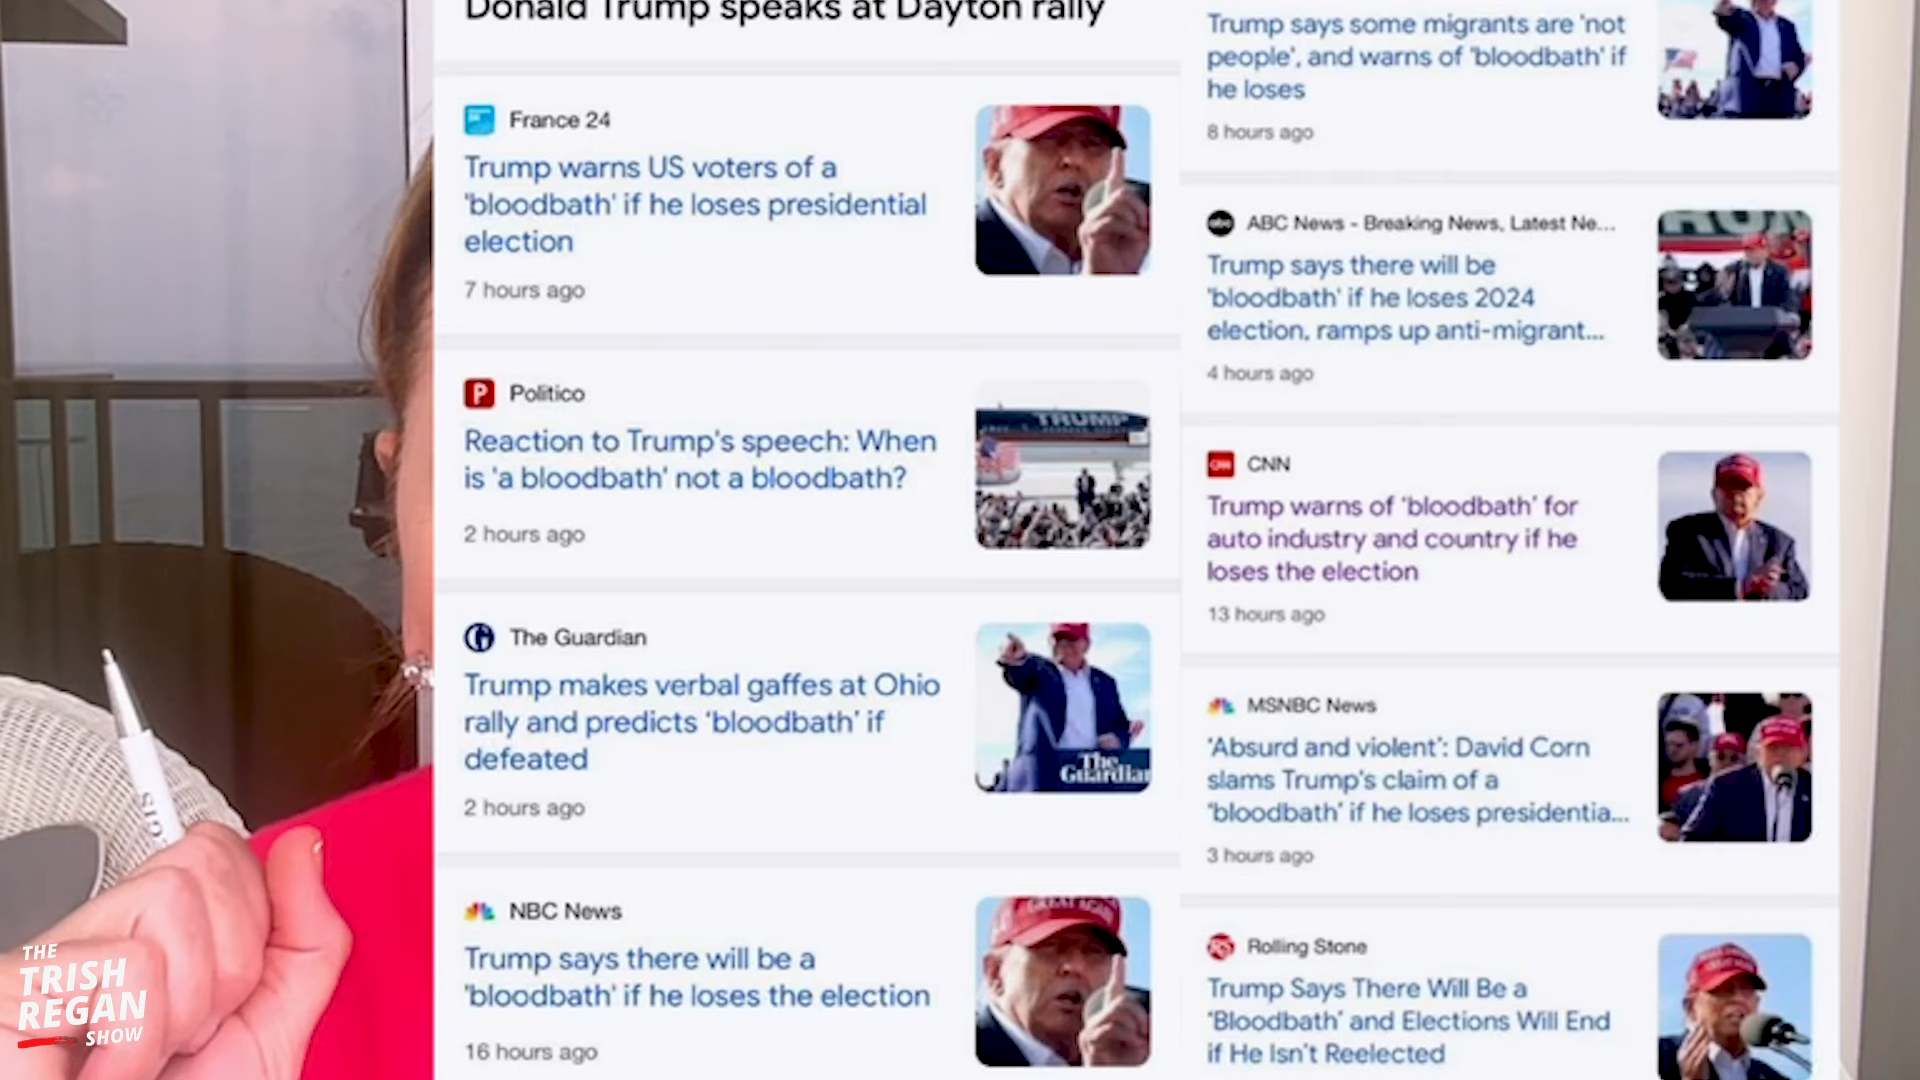 Donald Trump speaks at Dayton rally
France 24
Trump warns US voters of a
'bloodbath' if he loses presidential
election
7 hours ago
Politico
Reaction to Trump's speech: When
is 'a bloodbath' not a bloodbath?
2 hours ago
TRUMP
The Guardian
Trump makes verbal gaffes at Ohio
rally and predicts ‘bloodbath’ if
defeated
2 hours ago
The
Guardian
NBC News
Trump says there will be a
'bloodbath' if he loses the election
16 hours ago
Trump says some migrants are 'not
people', and warns of 'bloodbath' if
he loses
8 hours ago
abc
ABC News - Breaking News, Latest Ne...
Trump says there will be
'bloodbath' if he loses 2024
election, ramps up anti-migrant...
4 hours ago
CNN
CNN
Trump warns of ‘bloodbath’ for
auto industry and country if he
loses the election
13 hours ago
MSNBC News
‘Absurd and violent’: David Corn
slams Trump’s claim of a
‘bloodbath’ if he loses presidentia...
3 hours ago
RS
Rolling Stone
Trump Says There Will Be a
‘Bloodbath’ and Elections Will End
if He Isn’t Reelected
THE
TRISH
REGAN
SHOW